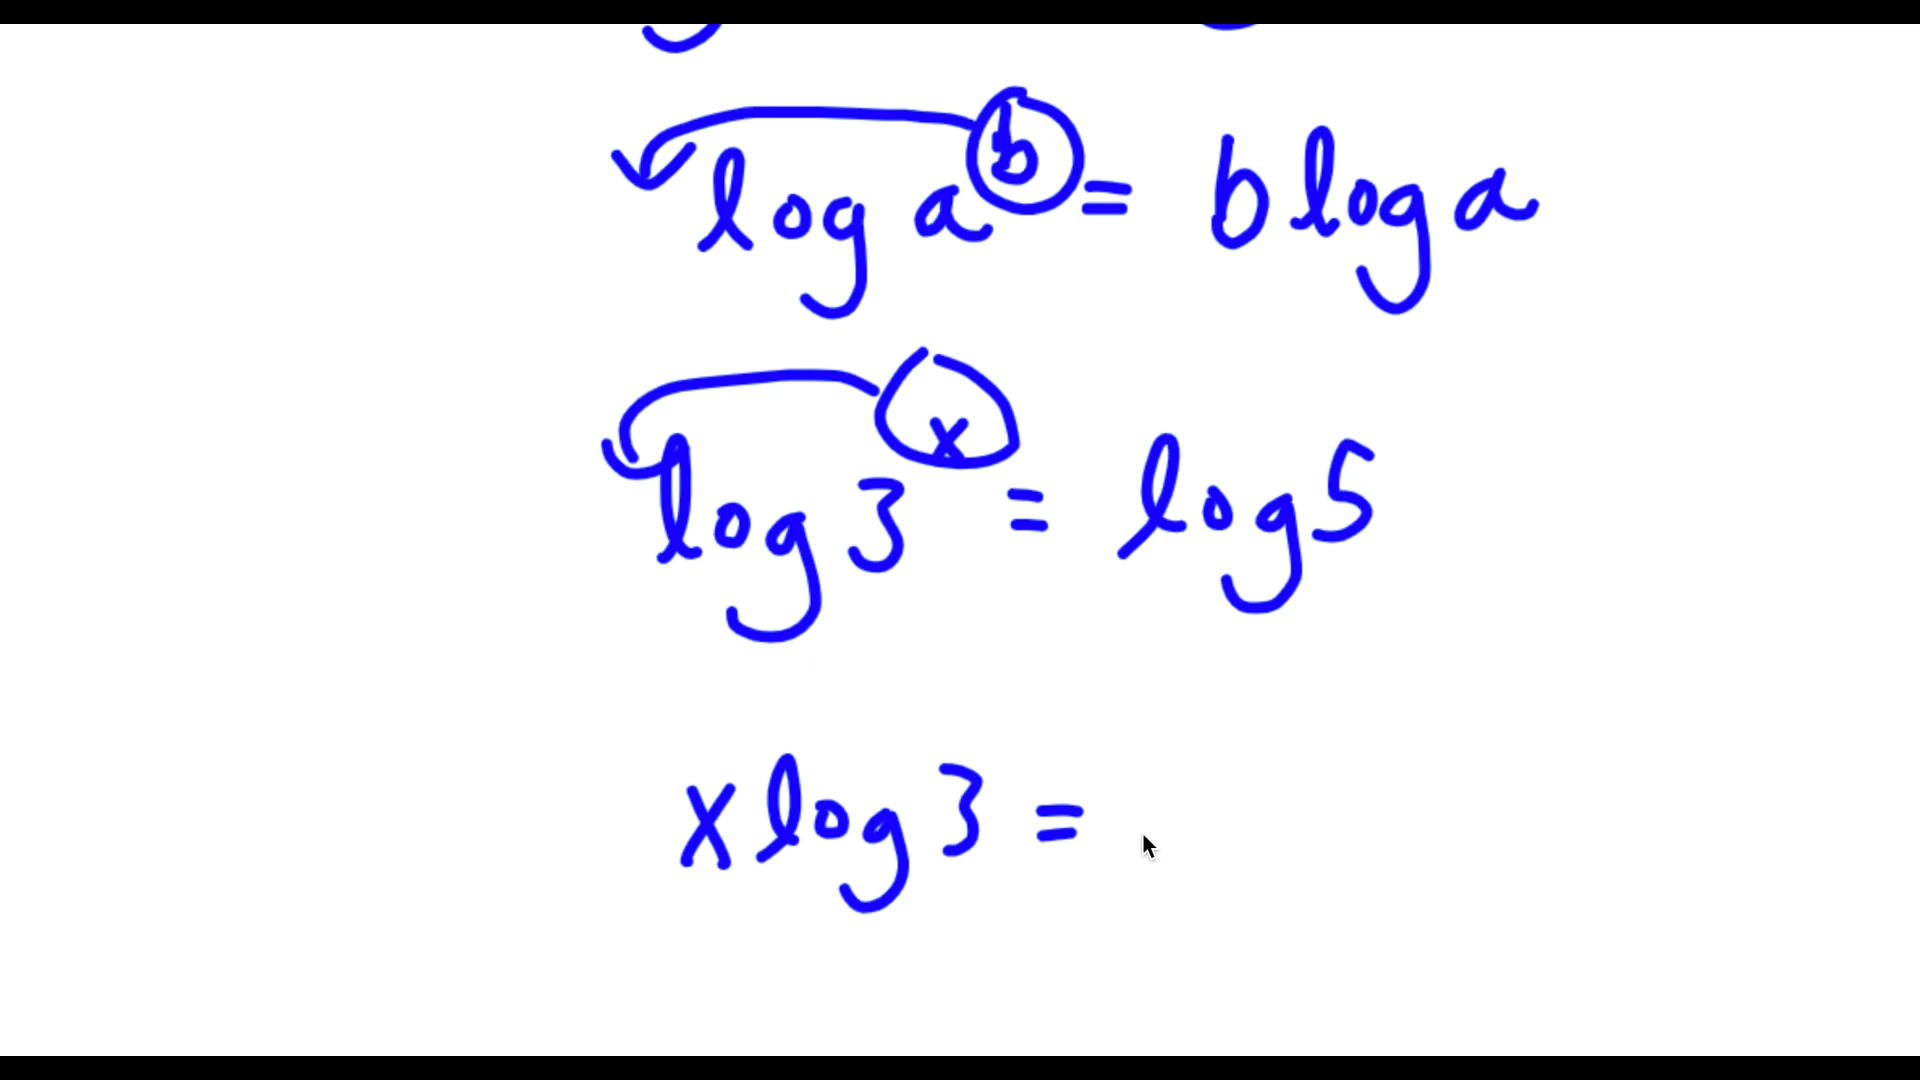 log a^b = b log a
log 3^x = log 5
x log 3 =